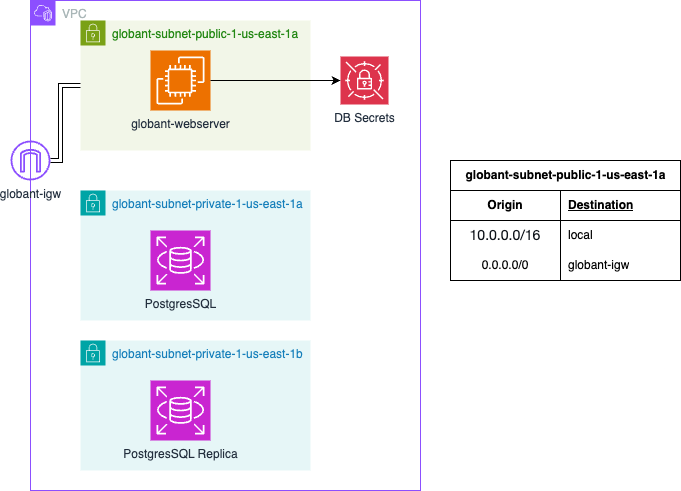 VPC
globant-subnet-public-1-us-east-1a
globant-webserver
DB Secrets
globant-igw
globant-subnet-private-1-us-east-1a
PostgresSQL
globant-subnet-private-1-us-east-1b
PostgresSQL Replica
globant-subnet-public-1-us-east-1a
Origin Destination
10.0.0.0/16 local
0.0.0.0/0 globant-igw